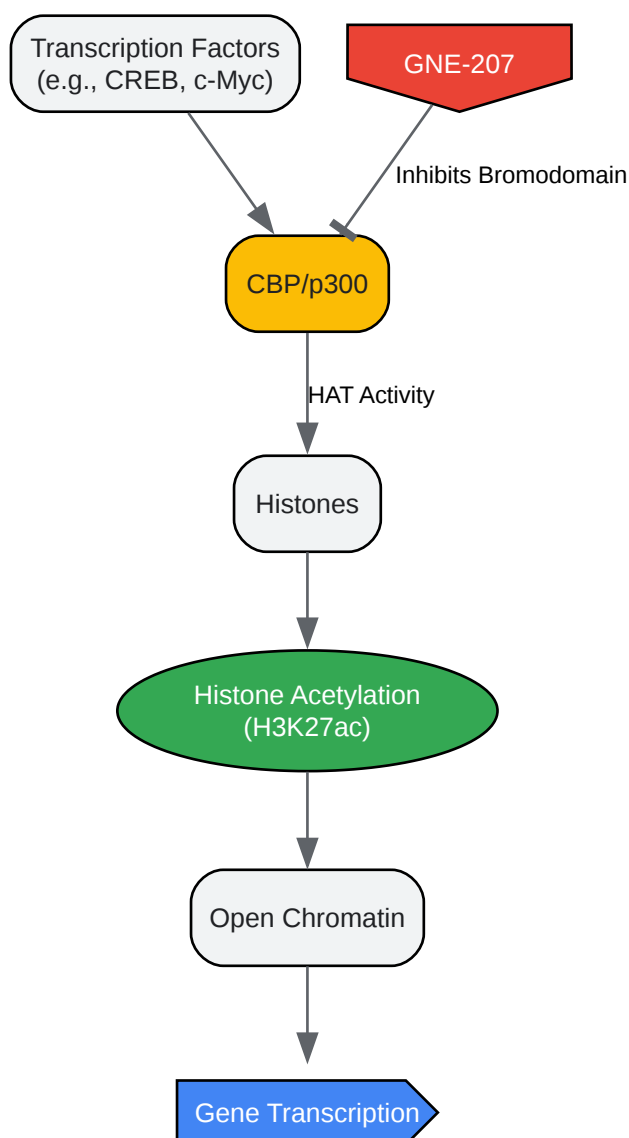 Transcription Factors
(e.g., CREB, c-Myc)
GNE-207
Inhibits Bromodomain
CBP/p300
HAT Activity
Histones
Histone Acetylation
(H3K27ac)
Open Chromatin
Gene Transcription